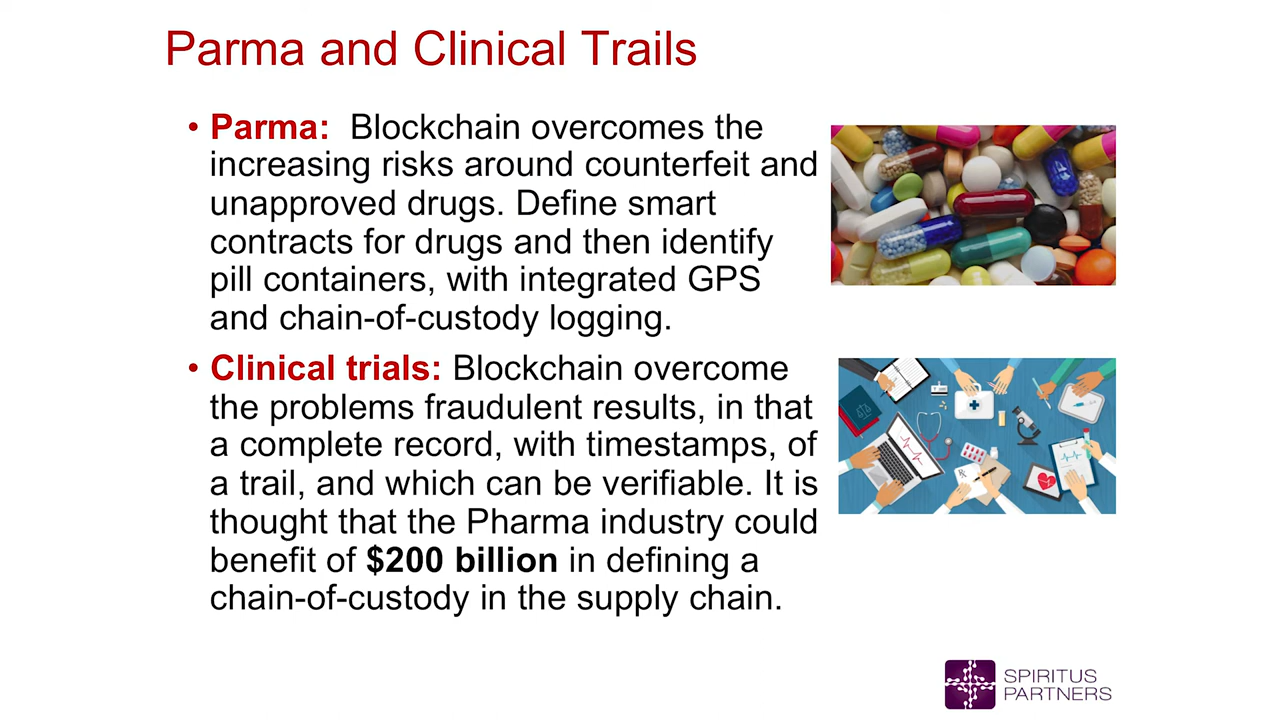 Parma and Clinical Trails
• Parma: Blockchain overcomes the
increasing risks around counterfeit and
unapproved drugs. Define smart
contracts for drugs and then identify
pill containers, with integrated GPS
and chain-of-custody logging.
• Clinical trials: Blockchain overcome
the problems fraudulent results, in that
a complete record, with timestamps, of
a trail, and which can be verifiable. It is
thought that the Pharma industry could
benefit of $200 billion in defining a
chain-of-custody in the supply chain.
SPIRITUS
PARTNERS